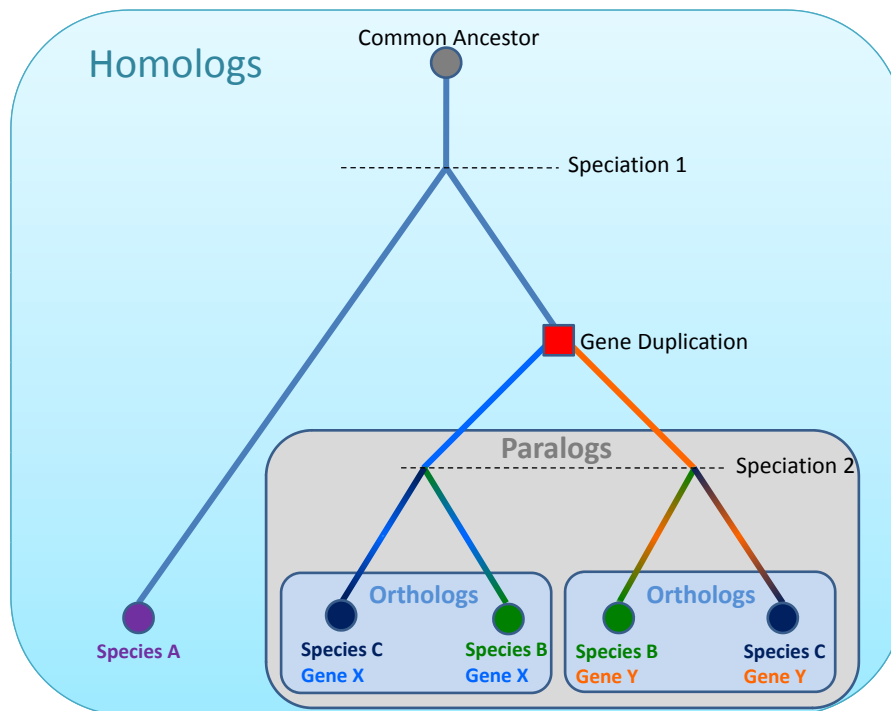 Common Ancestor
Homologs
Speciation 1
Gene Duplication
Paralogs
Speciation 2
Orthologs
Orthologs
Species A
Species C
Gene X
Species B
Gene X
Species B
Gene Y
Species C
Gene Y